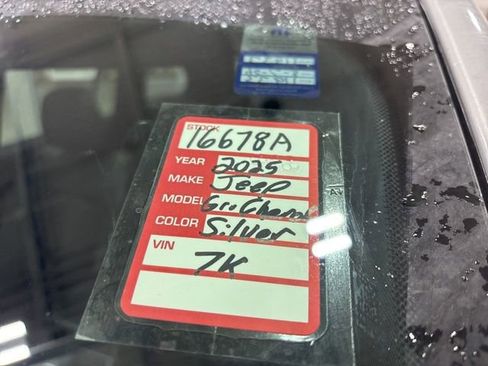 STOCK 16678A
YEAR 2025
MAKE Jeep
MODEL Gr. Cherok
COLOR Silver
VIN
7K